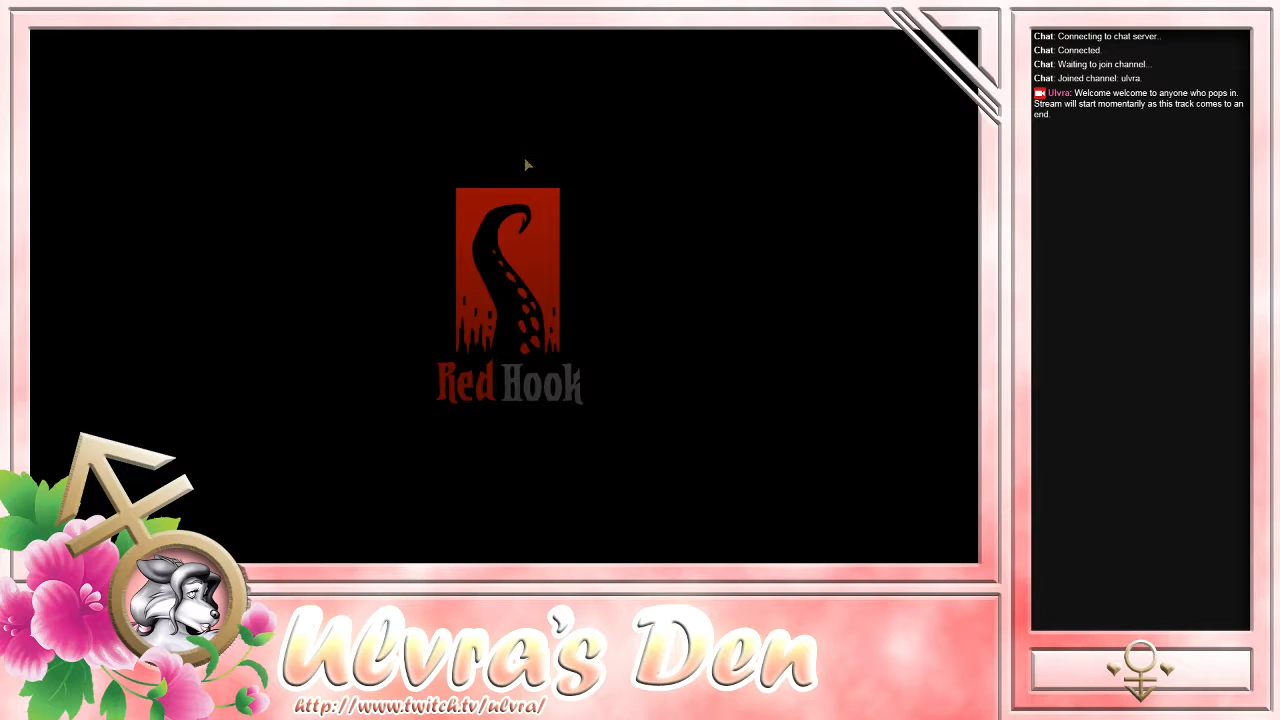 Chat: Connecting to chat server..
Chat: Connected.
Chat: Waiting to join channel...
Chat: Joined channel: ulvra.
Ulvra: Welcome welcome to anyone who pops in.
Stream will start momentarily as this track comes to an
end.
Red Hook
Ulvra's Den
http://www.twitch.tv/ulvra/